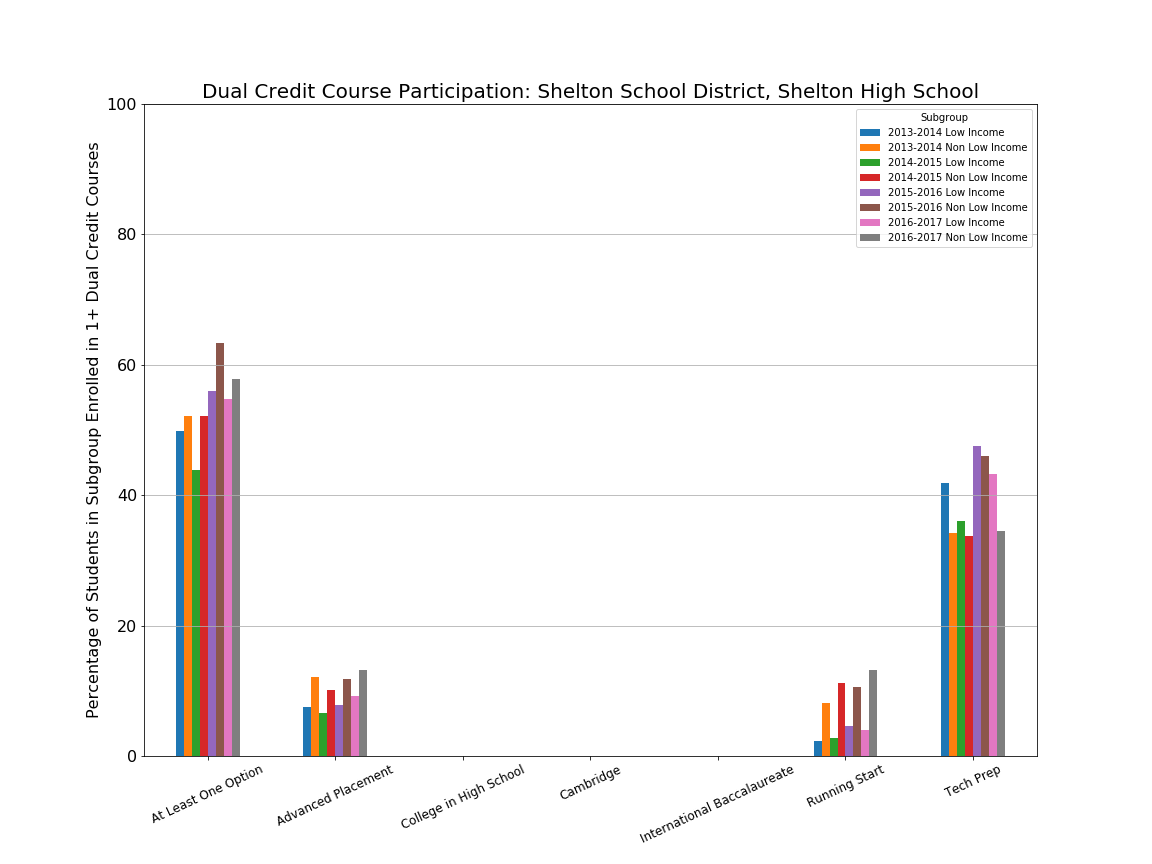 Dual Credit Course Participation: Shelton School District, Shelton High School
Percentage of Students in Subgroup Enrolled in 1+ Dual Credit Courses
100
80
60
40
20
0
Subgroup
2013-2014 Low Income
2013-2014 Non Low Income
2014-2015 Low Income
2014-2015 Non Low Income
2015-2016 Low Income
2015-2016 Non Low Income
2016-2017 Low Income
2016-2017 Non Low Income
At Least One Option
Advanced Placement
College in High School
Cambridge
International Baccalaureate
Running Start
Tech Prep